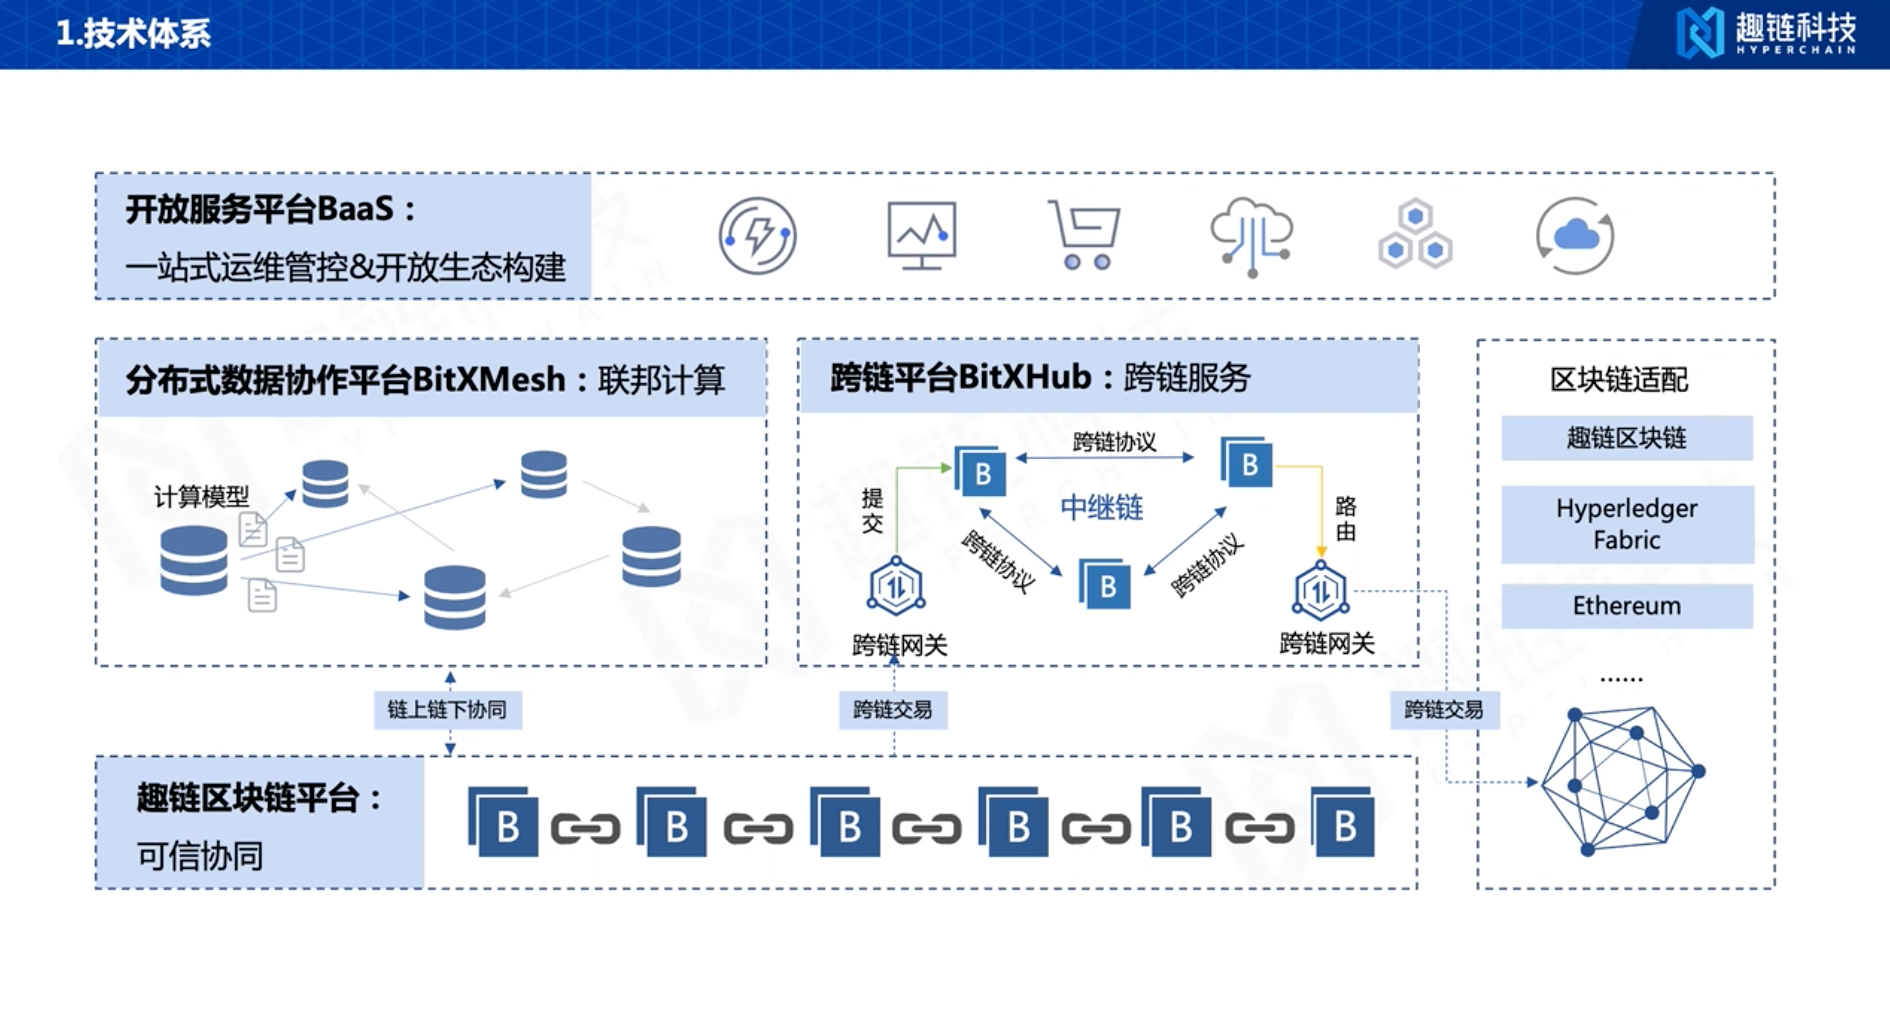 1.技术体系
趣链科技
HYPERCHAIN
开放服务平台BaaS：
一站式运维管控&开放生态构建
分布式数据协作平台BitXMesh：联邦计算
计算模型
跨链平台BitXHub：跨链服务
跨链协议
B
B
提交
中继链
路由
跨链协议
跨链协议
B
跨链网关
跨链网关
区块链适配
趣链区块链
Hyperledger
Fabric
Ethereum
......
链上链下协同
跨链交易
跨链交易
趣链区块链平台：
可信协同
B B B B B B